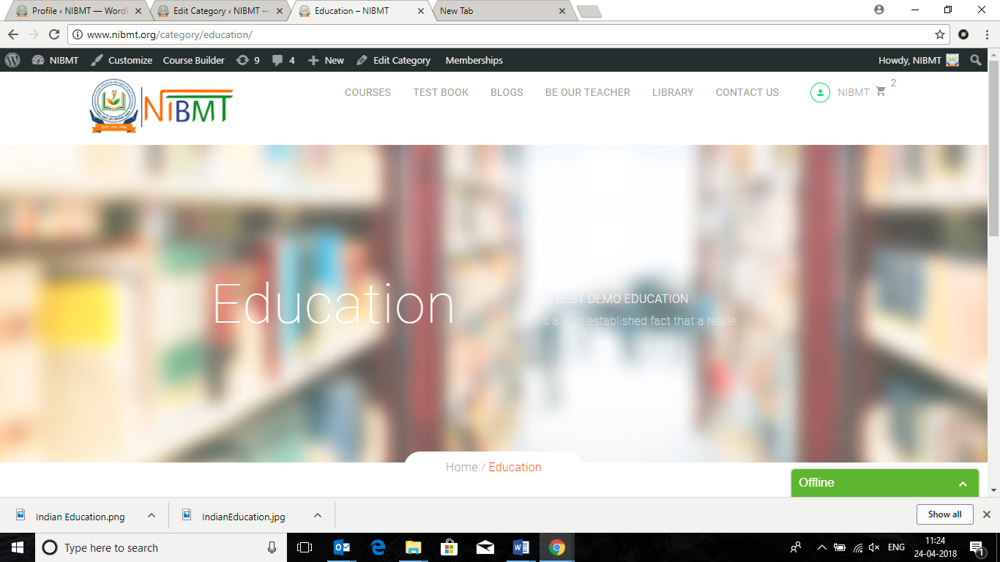 Profile ‹ NIBMT — WordP
Edit Category ‹ NIBMT —
Education – NIBMT
New Tab
www.nibmt.org/category/education/
NIBMT
Customize
Course Builder
9
4
New
Edit Category
Memberships
Howdy, NIBMT
NIBMT
COURSES
TEST BOOK
BLOGS
BE OUR TEACHER
LIBRARY
CONTACT US
NIBMT
2
Education
BEST DEMO EDUCATION
is a long established fact that a reade.
Home / Education
Offline
Indian Education.png
IndianEducation.jpg
Show all
Type here to search
ENG
11:24
24-04-2018
1